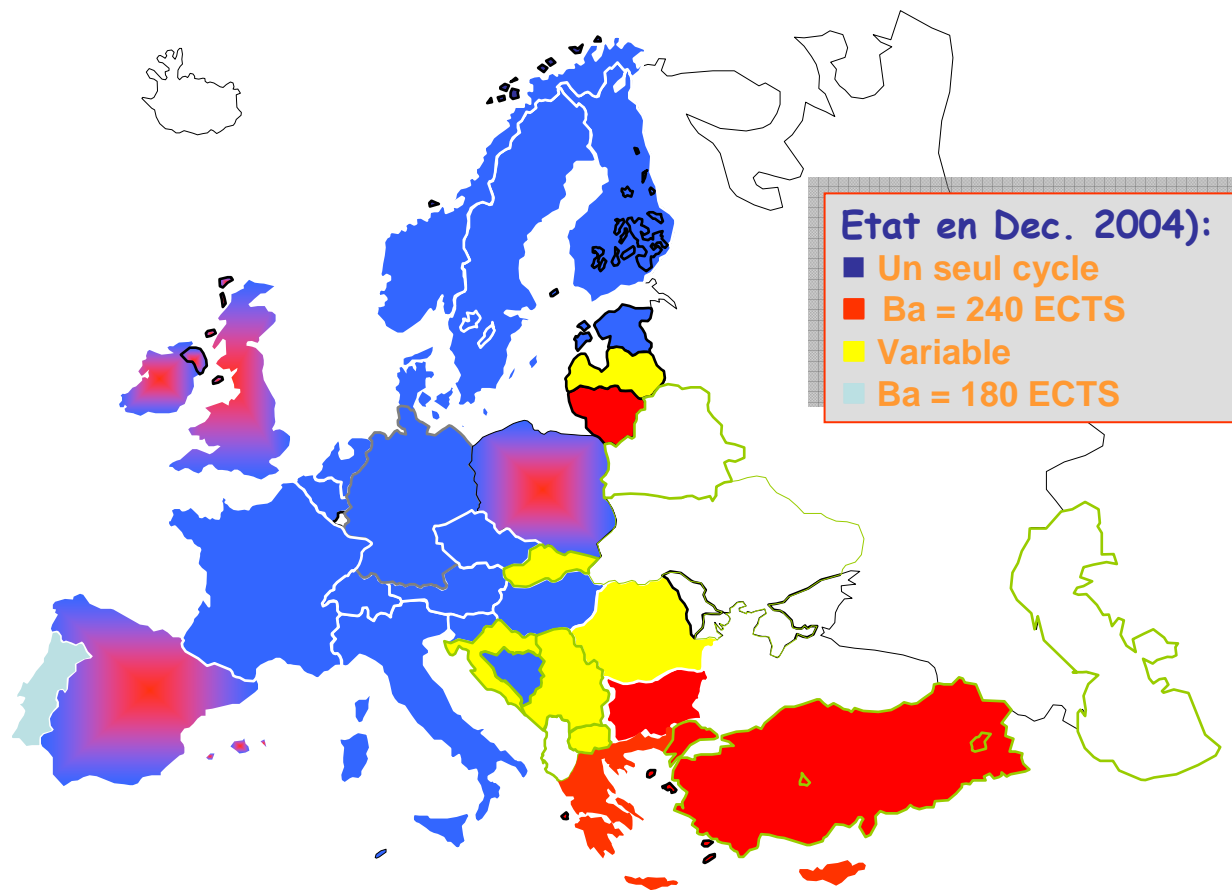 Etat en Dec. 2004):
Un seul cycle
Ba = 240 ECTS
Variable
Ba = 180 ECTS